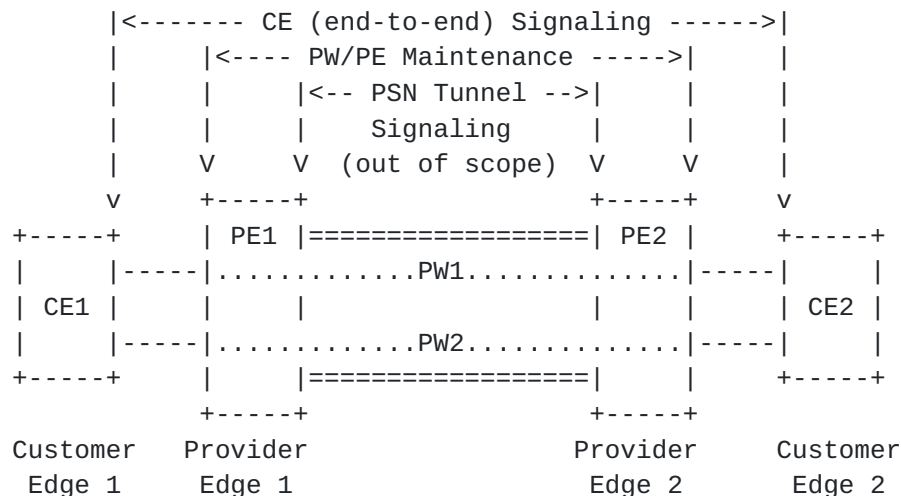 |<------- CE (end-to-end) Signaling ------>|
|     |<---- PW/PE Maintenance ----->|     |
|     |     |<-- PSN Tunnel -->|     |     |
|     |     |    Signaling     |     |     |
|     V     V  (out of scope)  V     V     |
v     +-----+                  +-----+     v
+-----+     | PE1 |==================| PE2 |     +-----+
|     |-----|.............PW1..............|-----|     |
| CE1 |     |     |                  |     |     | CE2 |
|     |-----|.............PW2..............|-----|     |
+-----+     |     |==================|     |     +-----+
+-----+                  +-----+
Customer   Provider                 Provider     Customer
Edge 1     Edge 1                   Edge 2       Edge 2